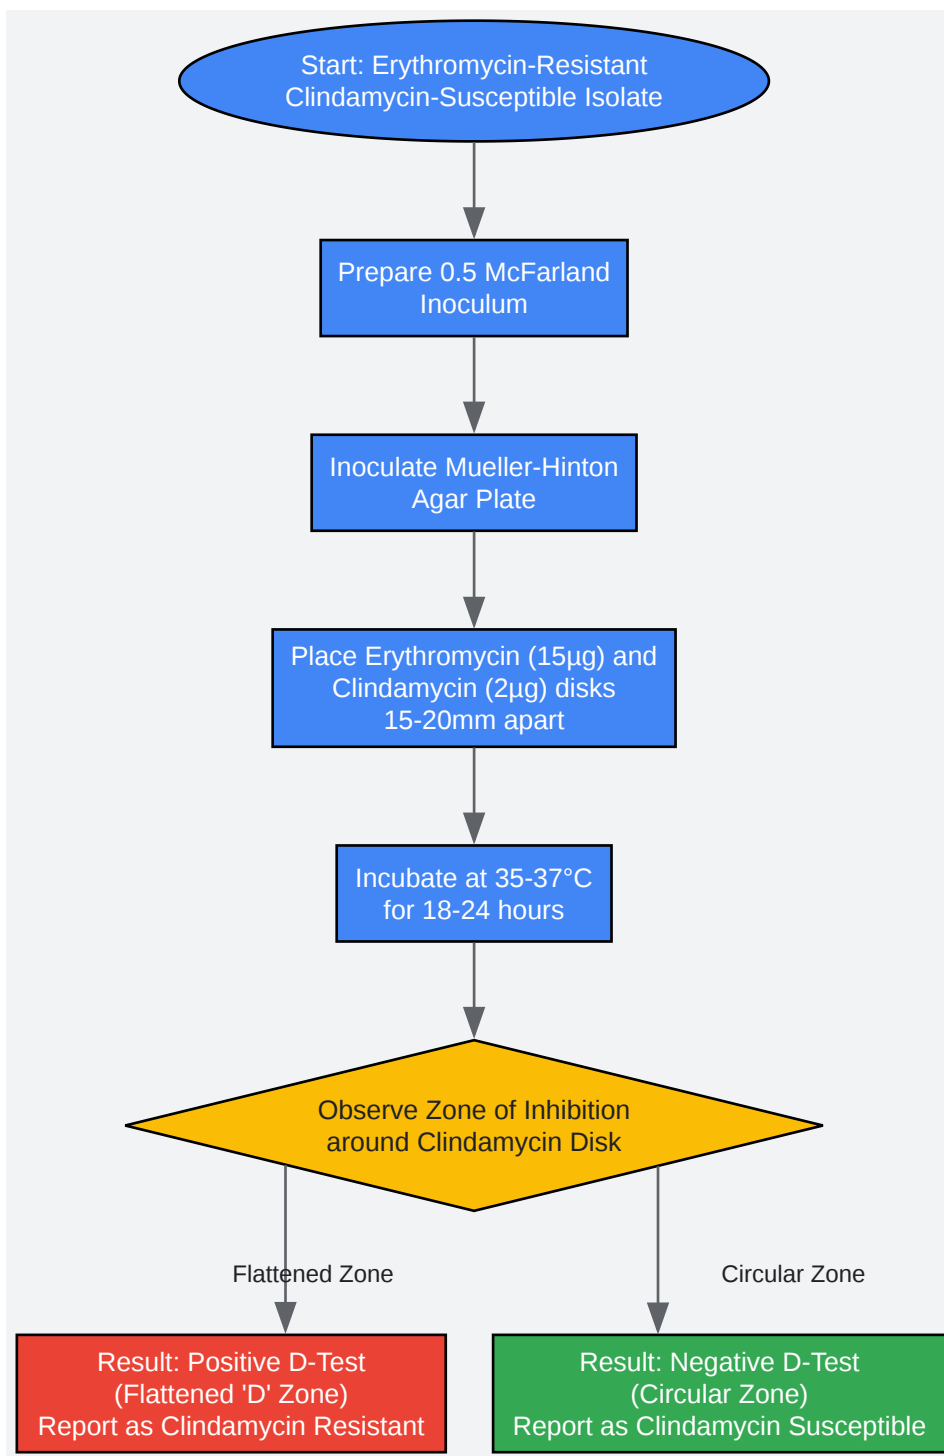 Start: Erythromycin-Resistant
Clindamycin-Susceptible Isolate
Prepare 0.5 McFarland
Inoculum
Inoculate Mueller-Hinton
Agar Plate
Place Erythromycin (15µg) and
Clindamycin (2µg) disks
15-20mm apart
Incubate at 35-37°C
for 18-24 hours
Observe Zone of Inhibition
around Clindamycin Disk
Flattened Zone
Circular Zone
Result: Positive D-Test
(Flattened 'D' Zone)
Report as Clindamycin Resistant
Result: Negative D-Test
(Circular Zone)
Report as Clindamycin Susceptible